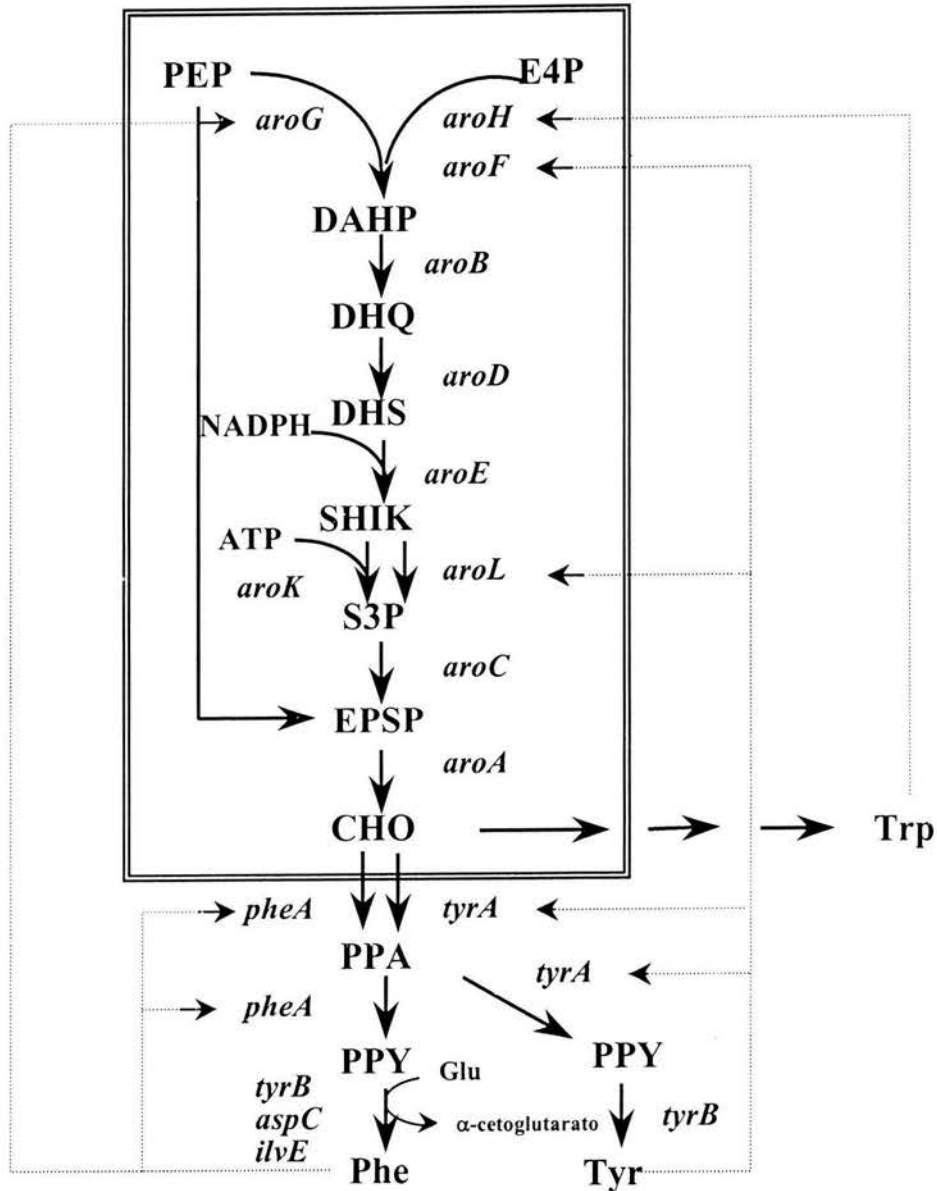 PEP E4P
aroG aroH
aroF
DAHP
aroB
DHQ
aroD
DHS
NADPH
aroE
SHIK
ATP
aroK aroL
S3P
aroC
EPSP
aroA
CHO Trp
pheA tyrA
PPA
tyrA
pheA
PPY PPY
Glu
tyrB
aspC α-cetoglutarato tyrB
ilvE
Phe Tyr